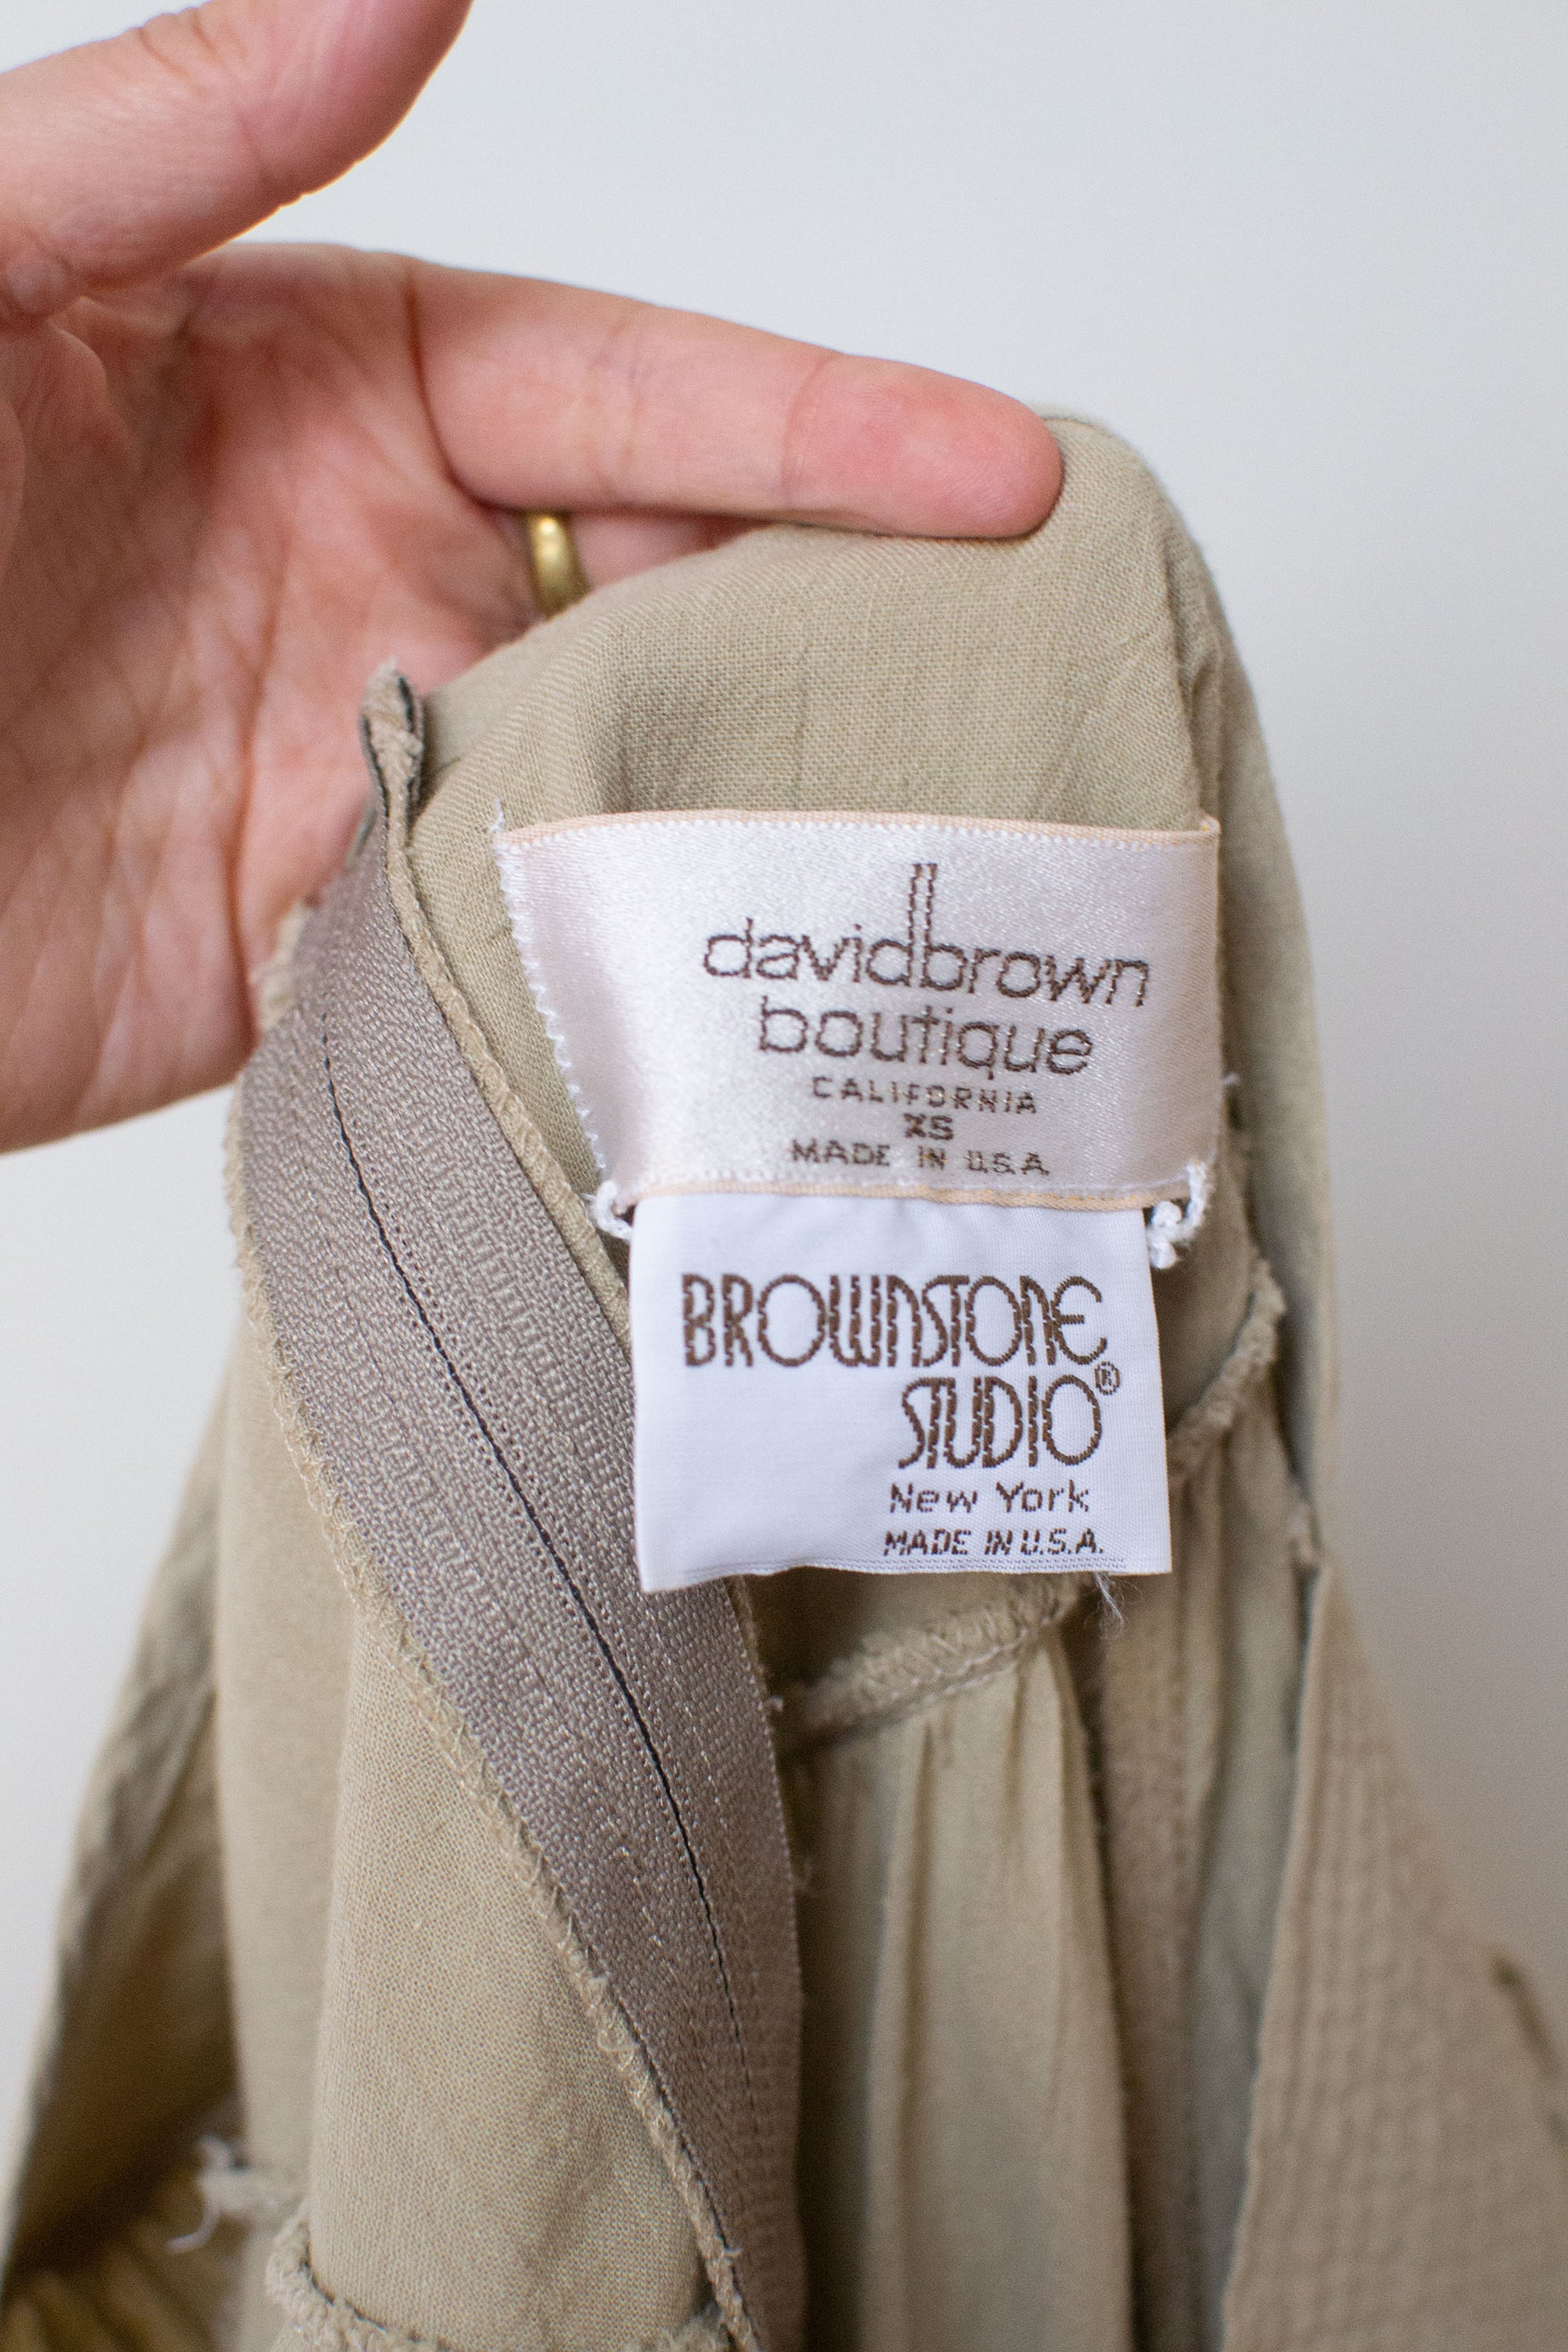 davidbrown
boutique
CALIFORNIA
XS
MADE IN U.S.A
BROWNSTONE
STUDIO®
New York
MADE IN U.S.A.